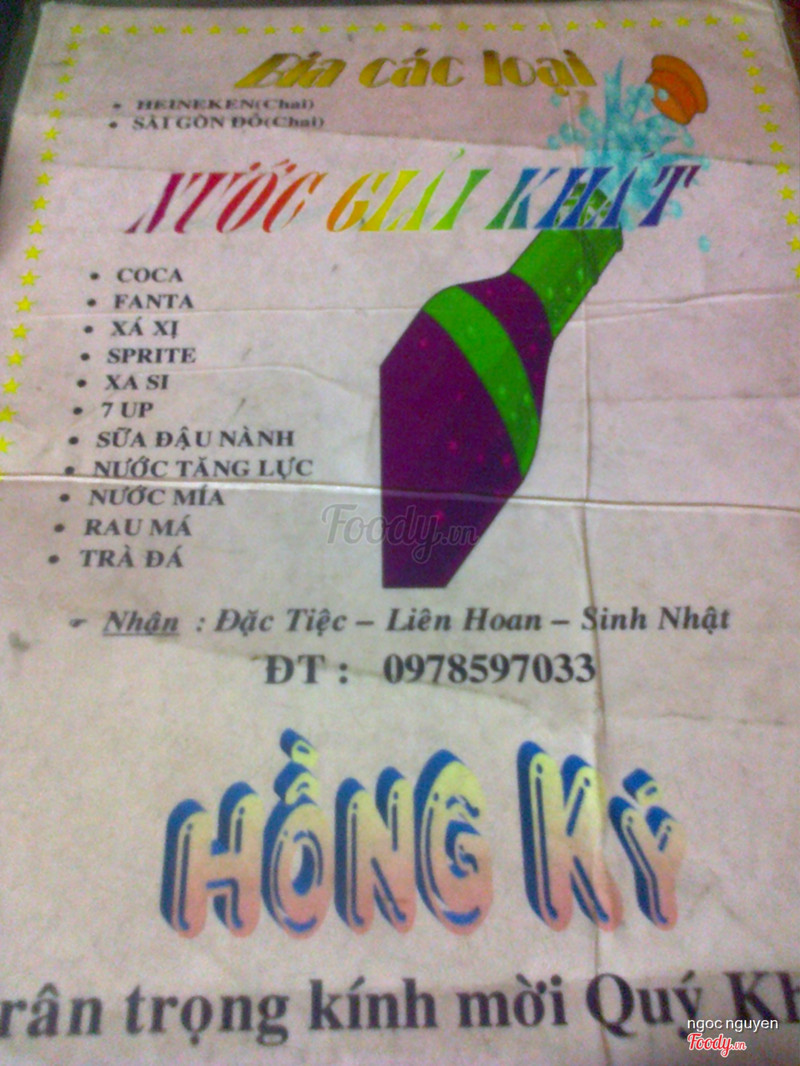 Bia các loại
• HEINEKEN(Chai)
• SÀI GÒN ĐỎ(Chai)
NƯỚC GIẢI KHÁT
• COCA
• FANTA
• XÁ XỊ
• SPRITE
• XA SI
• 7 UP
• SỮA ĐẬU NÀNH
• NƯỚC TĂNG LỰC
• NƯỚC MÍA
• RAU MÁ
• TRÀ ĐÁ
Foody.vn
☞ Nhận : Đặc Tiệc – Liên Hoan – Sinh Nhật
ĐT : 0978597033
HỒNG KÝ
rân trọng kính mời Quý Kh
ngoc nguyen
Foody.vn